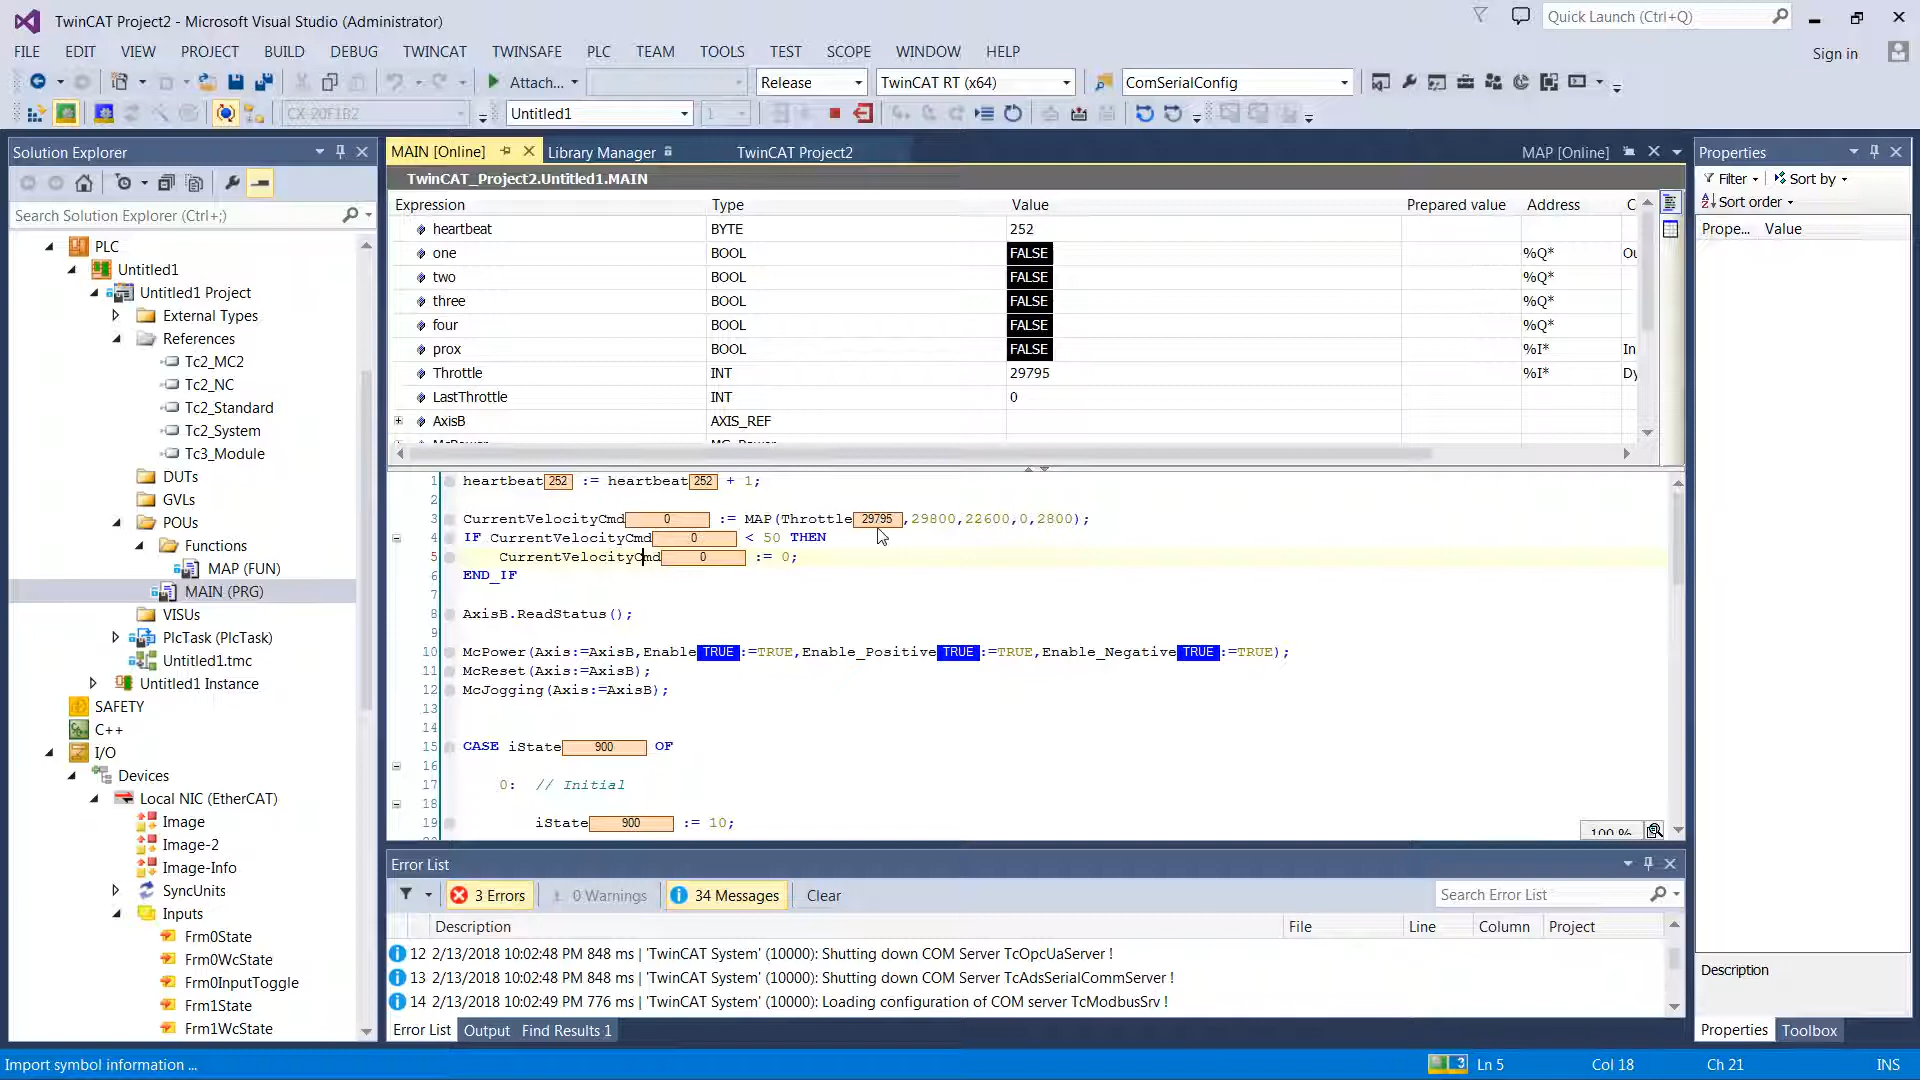 TwinCAT Project2 - Microsoft Visual Studio (Administrator)
Quick Launch (Ctrl+Q)
FILE EDIT VIEW PROJECT BUILD DEBUG TWINCAT TWINSAFE PLC TEAM TOOLS TEST SCOPE WINDOW HELP
Sign in
Attach... Release TwinCAT RT (x64) ComSerialConfig
CX-20F1B2 Untitled1 1
Solution Explorer
Search Solution Explorer (Ctrl+;)
PLC
Untitled1
Untitled1 Project
External Types
References
Tc2_MC2
Tc2_NC
Tc2_Standard
Tc2_System
Tc3_Module
DUTs
GVLs
POUs
Functions
MAP (FUN)
MAIN (PRG)
VISUs
PlcTask (PlcTask)
Untitled1.tmc
Untitled1 Instance
SAFETY
C++
I/O
Devices
Local NIC (EtherCAT)
Image
Image-2
Image-Info
SyncUnits
Inputs
Frm0State
Frm0WcState
Frm0InputToggle
Frm1State
Frm1WcState
MAIN [Online] Library Manager TwinCAT Project2 MAP [Online]
TwinCAT_Project2.Untitled1.MAIN
Expression Type Value Prepared value Address C
heartbeat BYTE 252
one BOOL FALSE %Q* Ou
two BOOL FALSE %Q*
three BOOL FALSE %Q*
four BOOL FALSE %Q*
prox BOOL FALSE %I* In
Throttle INT 29795 %I* Dy
LastThrottle INT 0
AxisB AXIS_REF
McPower MC_Power
1 heartbeat 252 := heartbeat 252 + 1;
2
3 CurrentVelocityCmd 0 := MAP(Throttle 29795 ,29800,22600,0,2800);
4 IF CurrentVelocityCmd 0 < 50 THEN
5 CurrentVelocityCmd 0 := 0;
6 END_IF
7
8 AxisB.ReadStatus();
9
10 McPower(Axis:=AxisB,Enable TRUE :=TRUE,Enable_Positive TRUE :=TRUE,Enable_Negative TRUE :=TRUE);
11 McReset(Axis:=AxisB);
12 McJogging(Axis:=AxisB);
13
14
15 CASE iState 900 OF
16
17 0: // Initial
18
19 iState 900 := 10;
100 %
Error List
3 Errors 0 Warnings 34 Messages Clear Search Error List
Description File Line Column Project
12 2/13/2018 10:02:48 PM 848 ms | 'TwinCAT System' (10000): Shutting down COM Server TcOpcUaServer !
13 2/13/2018 10:02:48 PM 848 ms | 'TwinCAT System' (10000): Shutting down COM Server TcAdsSerialCommServer !
14 2/13/2018 10:02:49 PM 776 ms | 'TwinCAT System' (10000): Loading configuration of COM server TcModbusSrv !
Error List Output Find Results 1
Properties
Filter Sort by
Sort order
Prope... Value
Description
Properties Toolbox
Import symbol information ... 3 Ln 5 Col 18 Ch 21 INS